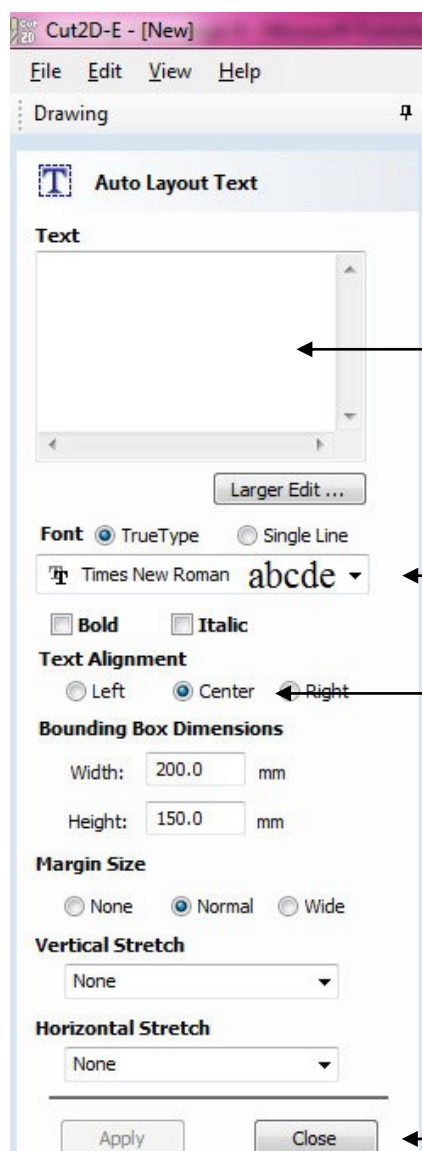 Cut2D-E - [New]
File Edit View Help
Drawing
T Auto Layout Text
Text
Larger Edit ...
Font TrueType Single Line
Times New Roman abcde
Bold Italic
Text Alignment
Left Center Right
Bounding Box Dimensions
Width: 200.0 mm
Height: 150.0 mm
Margin Size
None Normal Wide
Vertical Stretch
None
Horizontal Stretch
None
Apply Close